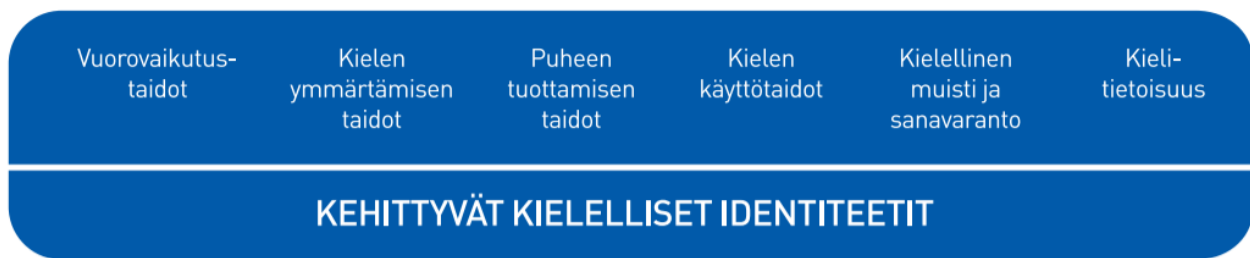 Vuorovaikutus-
taidot
Kielen
ymmärtämisen
taidot
Puheen
tuottamisen
taidot
Kielen
käyttötaidot
Kielellinen
muisti ja
sanavaranto
Kieli-
tietoisuus
KEHITTYVÄT KIELELLISET IDENTITEETIT